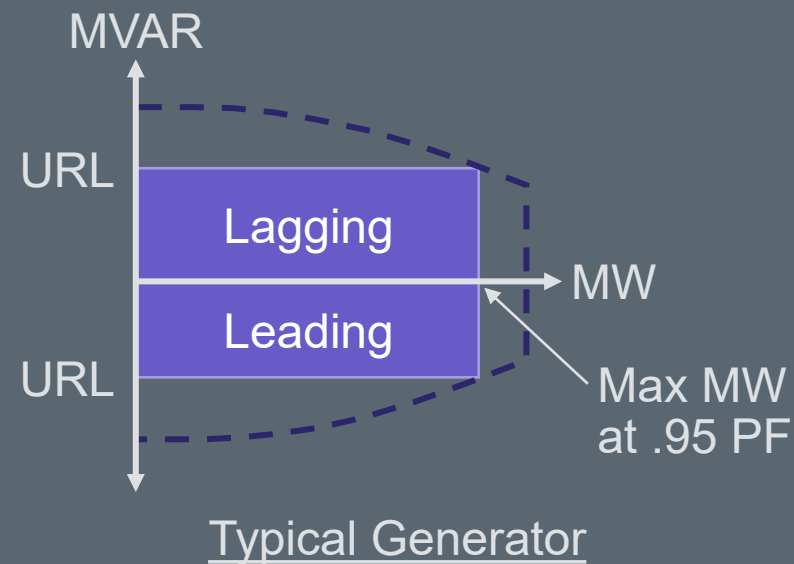 MVAR
URL
Lagging
MW
Leading
URL
Max MW
at .95 PF
Typical Generator